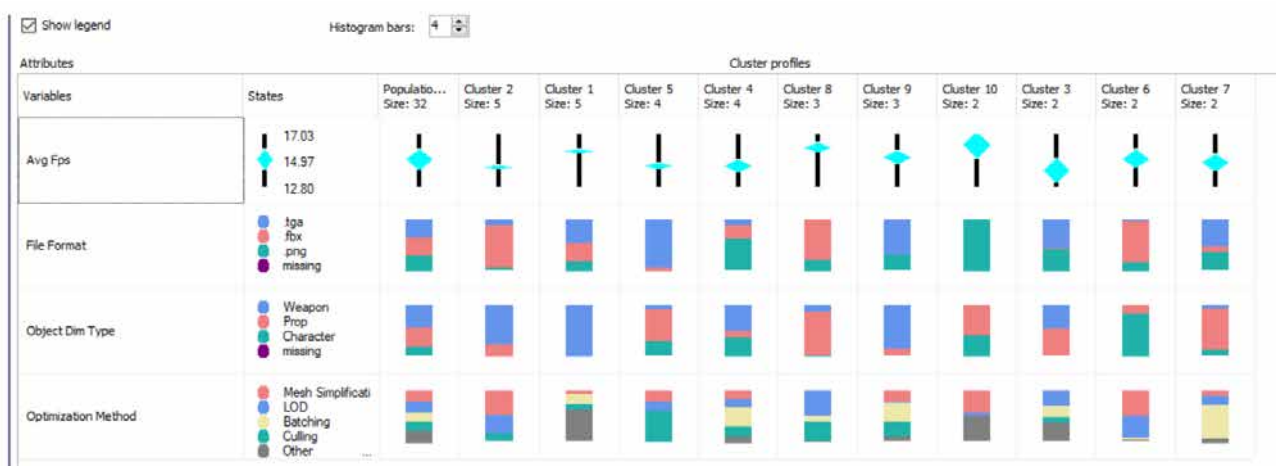 Show legend Histogram bars: 4
Attributes Cluster profiles
Variables States Populatio... Cluster 2 Cluster 1 Cluster 5 Cluster 4 Cluster 8 Cluster 9 Cluster 10 Cluster 3 Cluster 6 Cluster 7
Size: 32 Size: 5 Size: 5 Size: 4 Size: 4 Size: 3 Size: 3 Size: 2 Size: 2 Size: 2 Size: 2
17.03
Avg Fps 14.97
12.80
.tga
.fbx
File Format .png
missing
Weapon
Prop
Object Dim Type Character
missing
Mesh Simplificati
LOD
Optimization Method Batching
Culling
Other ...